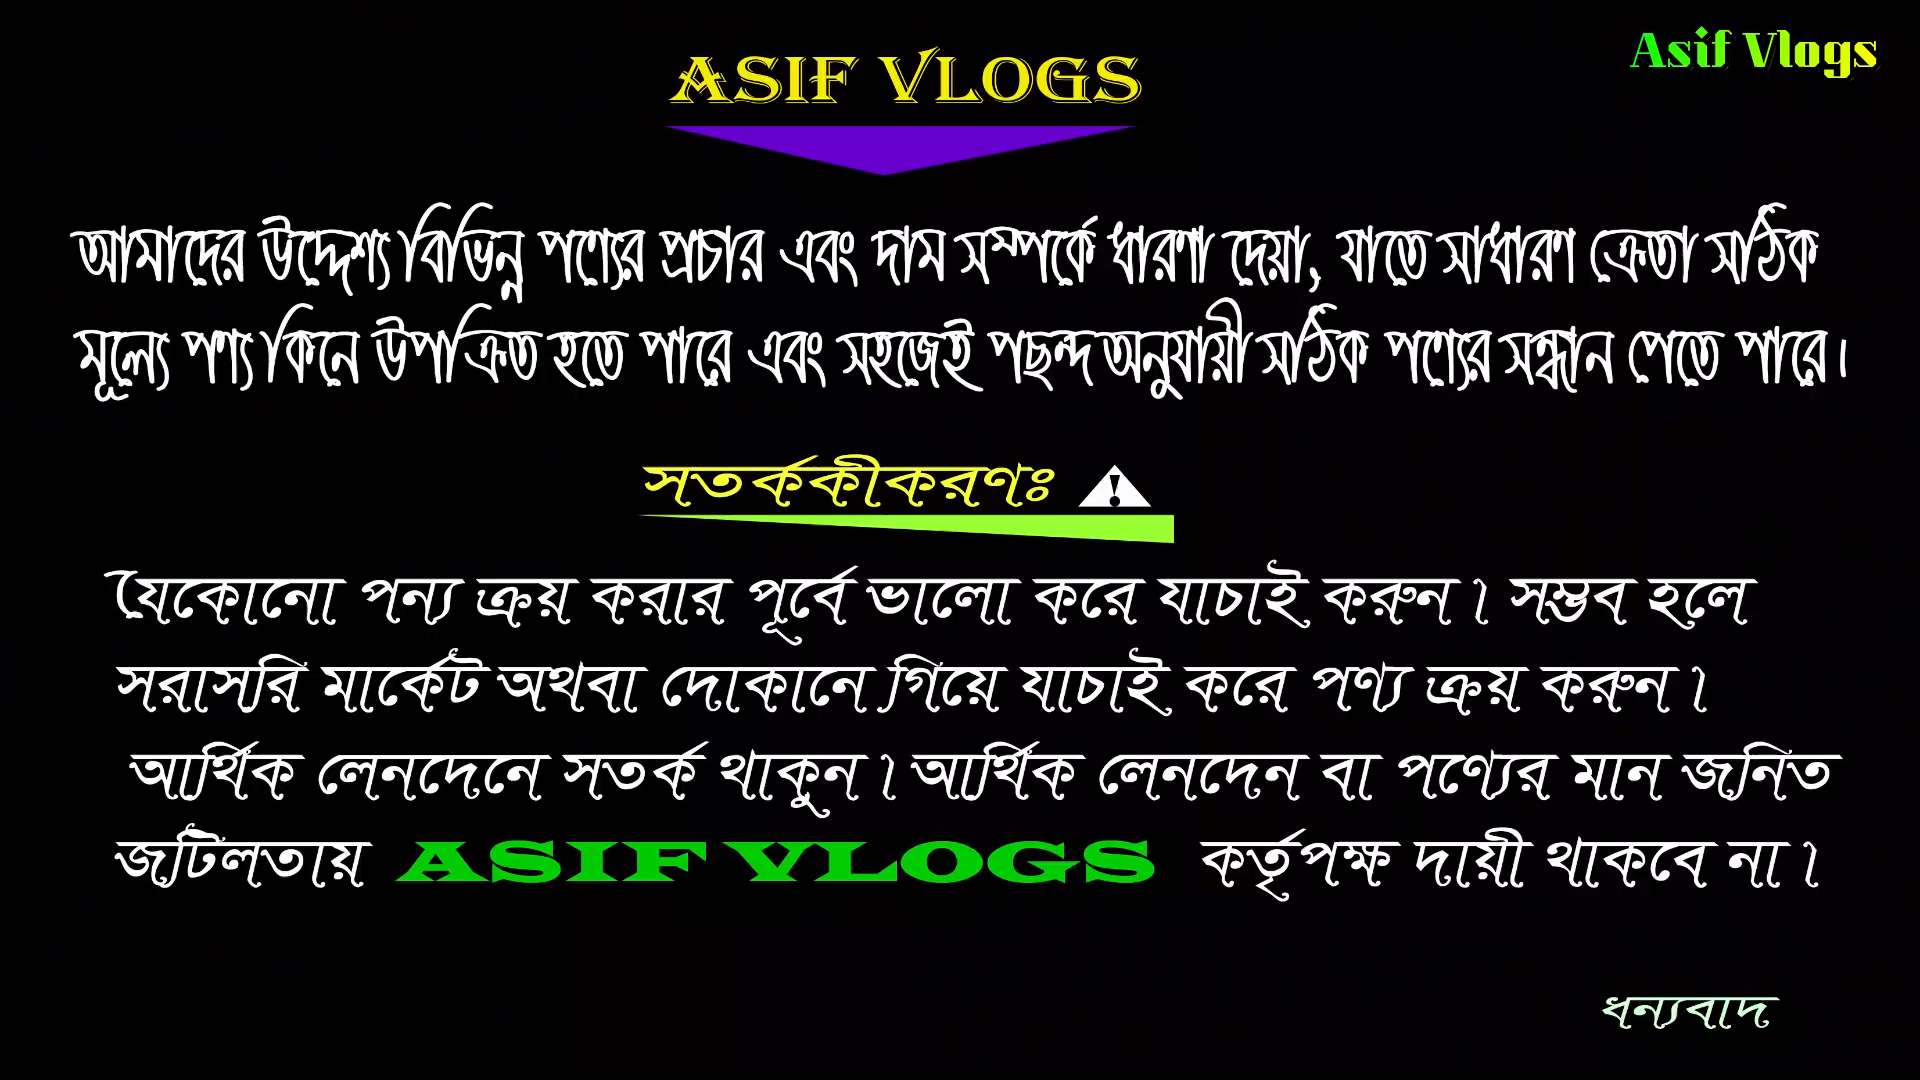 Asif Vlogs
ASIF VLOGS
আমাদের উদ্দেশ্য বিভিন্ন পণ্যের প্রচার এবং দাম সম্পর্কে ধারণা দেয়া, যাতে সাধারণ ক্রেতা সঠিক
মূল্যে পণ্য কিনে উপক্রিত হতে পারে এবং সহজেই পছন্দ অনুযায়ী সঠিক পণ্যের সন্ধান পেতে পারে।
সতর্ককীকরণঃ
যৈকোনো পন্য ক্রয় করার পূর্বে ভালো করে যাচাই করুন। সম্ভব হলে
সরাসরি মার্কেট অথবা দোকানে গিয়ে যাচাই করে পণ্য ক্রয় করুন।
আর্থিক লেনদেনে সতর্ক থাকুন। আর্থিক লেনদেন বা পণ্যের মান জনিত
জটিলতায় ASIF VLOGS কর্তৃপক্ষ দায়ী থাকবে না।
ধন্যবাদ